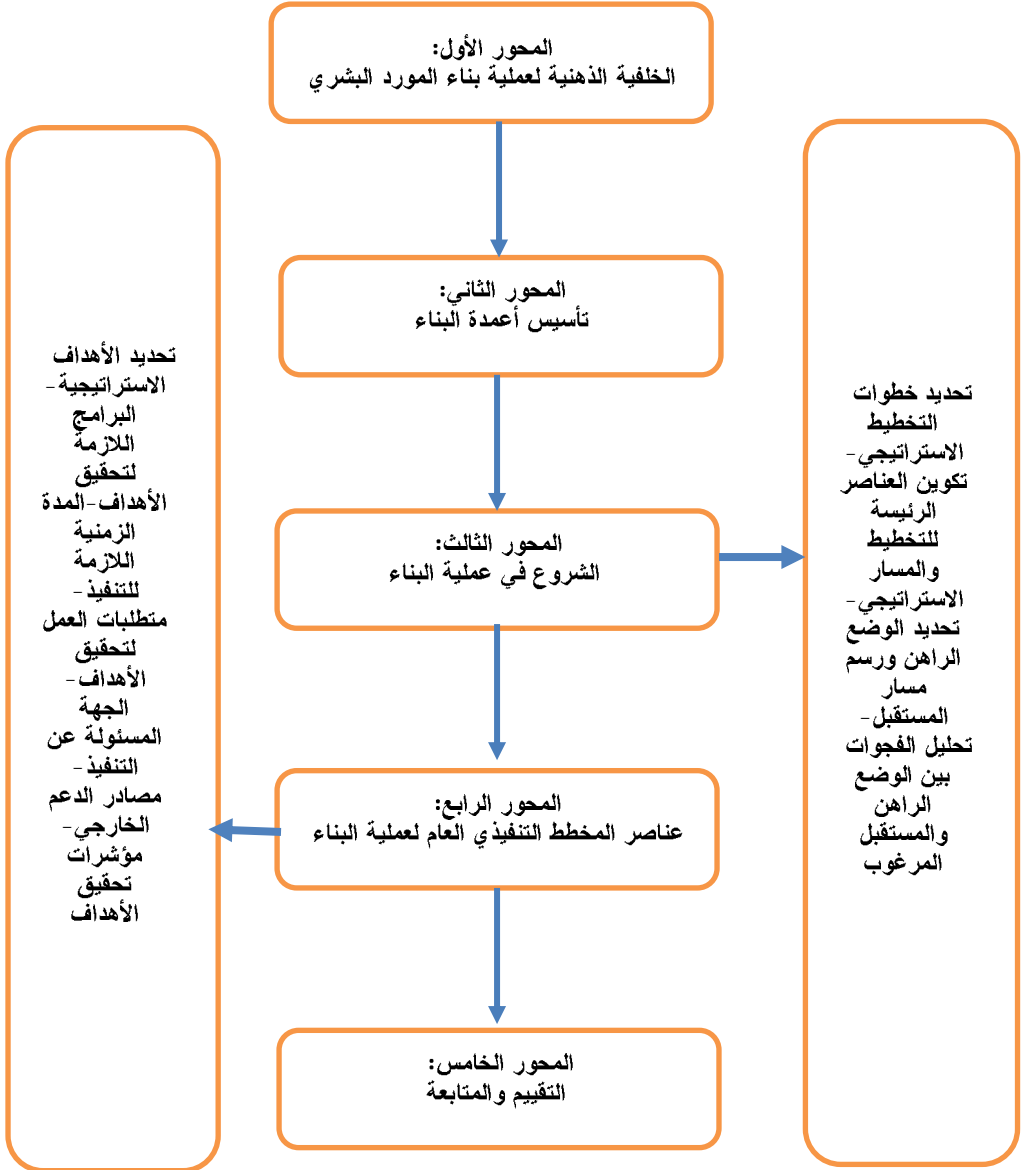 المحور الأول:
الخلفية الذهنية لعملية بناء المورد البشري
المحور الثاني:
تأسيس أعمدة البناء
المحور الثالث:
الشروع في عملية البناء
تحديد خطوات
التخطيط
الاستراتيجي-
تكوين العناصر
الرئيسة
للتخطيط
والمسار
الاستراتيجي-
تحديد الوضع
الراهن ورسم
مسار
المستقبل-
تحليل الفجوات
بين الوضع
الراهن
والمستقبل
المرغوب
المحور الرابع:
عناصر المخطط التنفيذي العام لعملية البناء
تحديد الأهداف
الاستراتيجية-
البرامج
اللازمة
لتحقيق
الأهداف-المدة
الزمنية
اللازمة
للتنفيذ-
متطلبات العمل
لتحقيق
الأهداف-
الجهة
المسئولة عن
التنفيذ-
مصادر الدعم
الخارجي-
مؤشرات
تحقيق
الأهداف
المحور الخامس:
التقييم والمتابعة